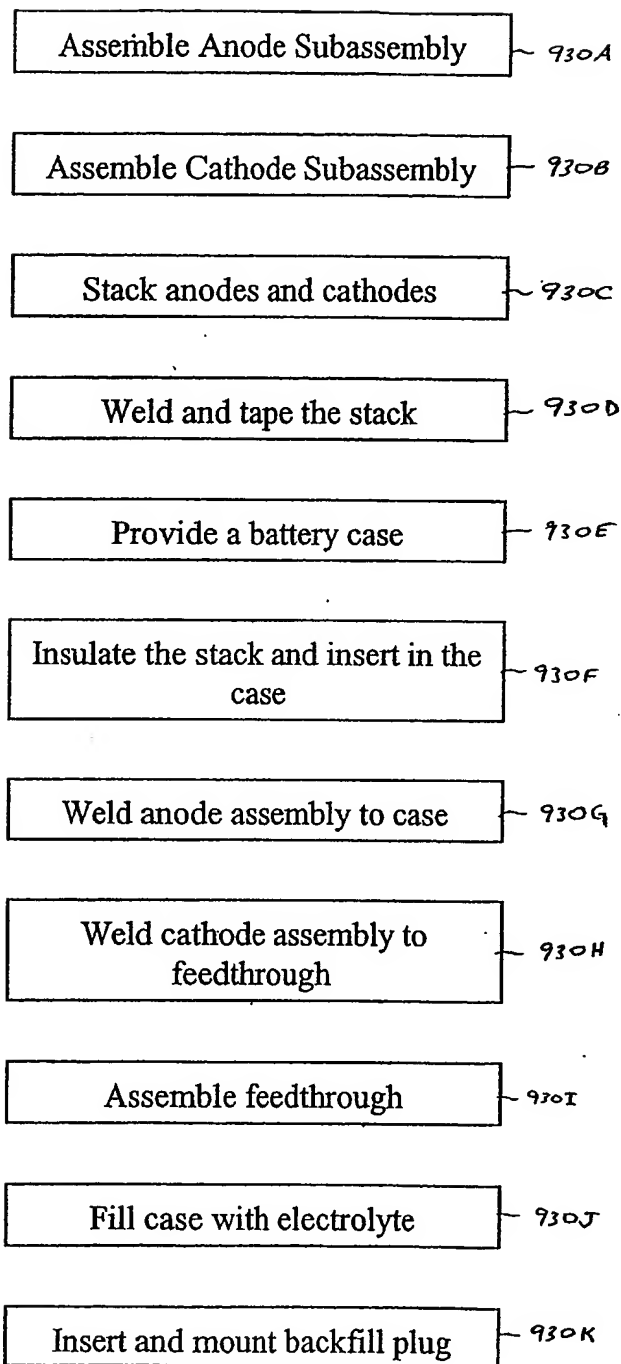 Assemble Anode Subassembly 930A
Assemble Cathode Subassembly 930B
Stack anodes and cathodes 930C
Weld and tape the stack 930D
Provide a battery case 930E
Insulate the stack and insert in the
case
930F
Weld anode assembly to case 930G
Weld cathode assembly to
feedthrough
930H
Assemble feedthrough 930I
Fill case with electrolyte 930J
Insert and mount backfill plug 930K